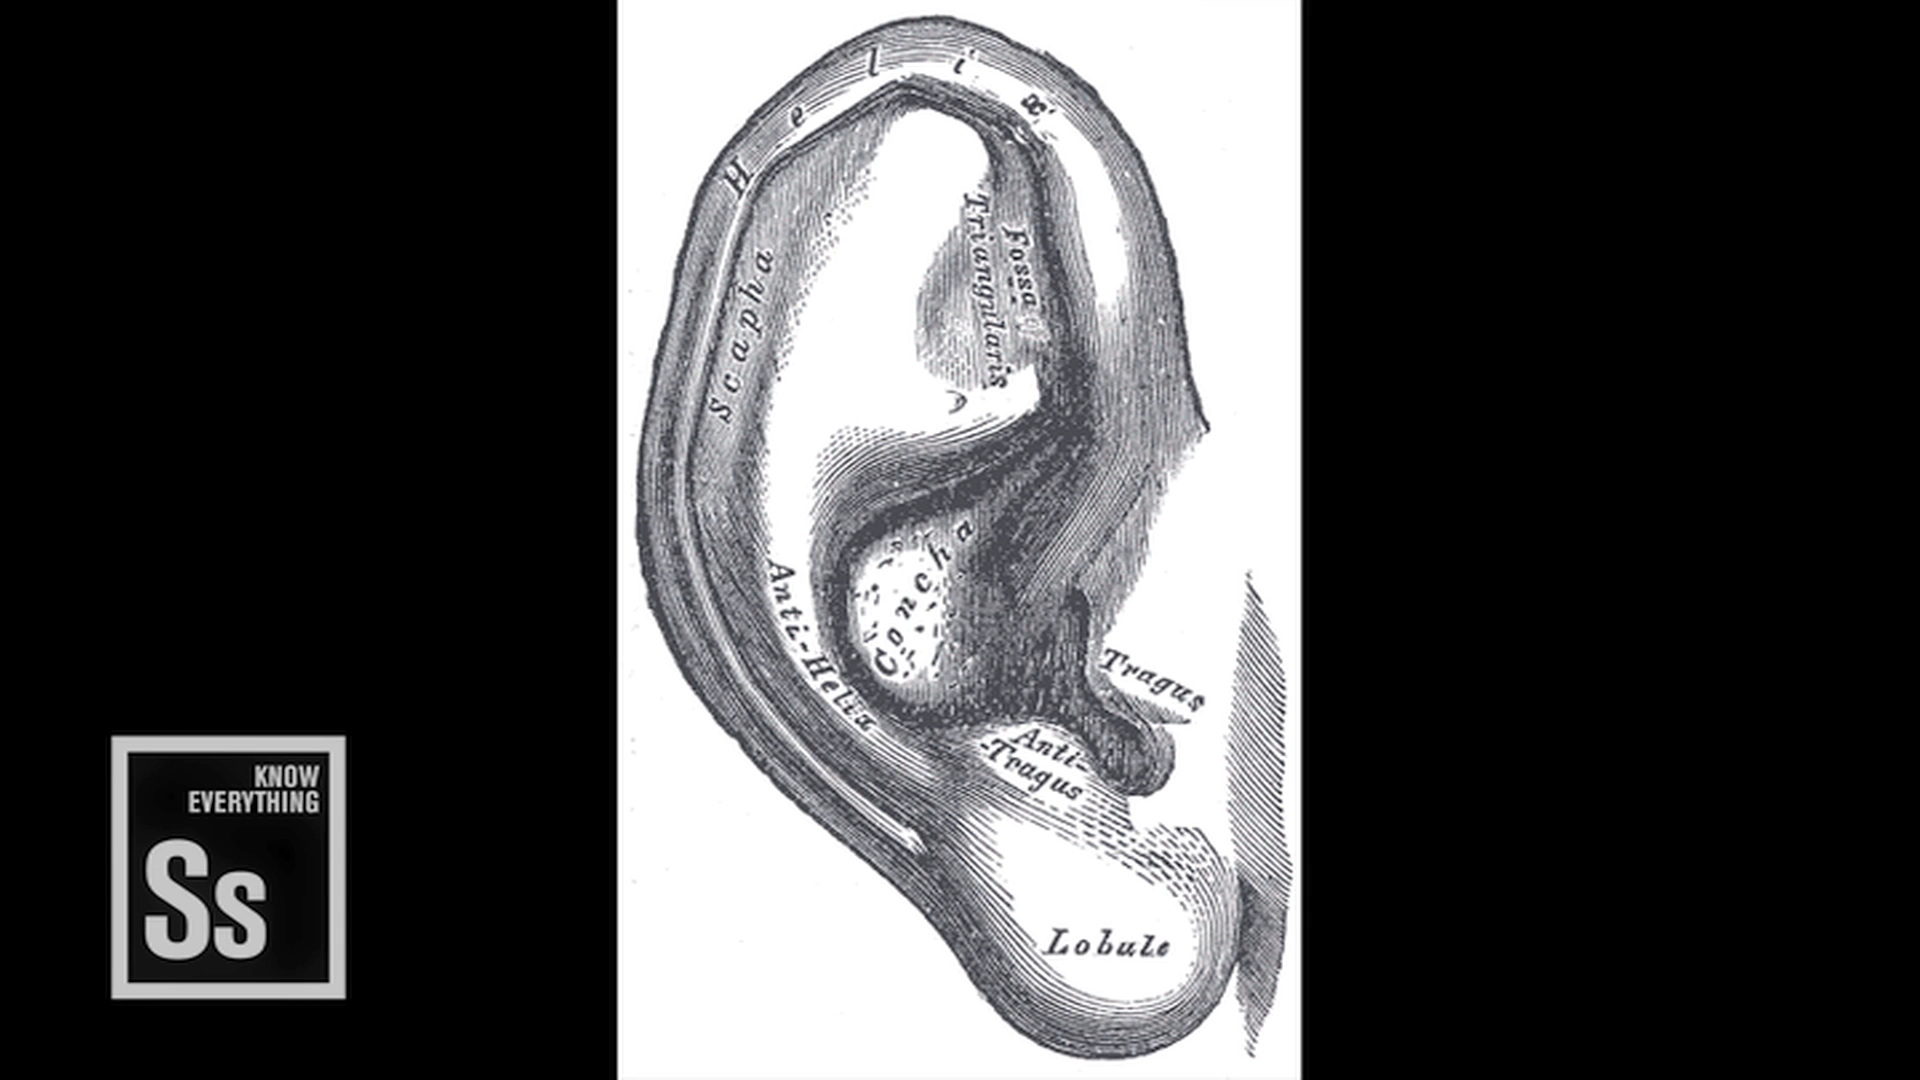 Helix
Scapha
Fossa
Triangularis
Concha
Anti-Helix
Tragus
Anti-
-Tragus
Lobule
KNOW
EVERYTHING
Ss